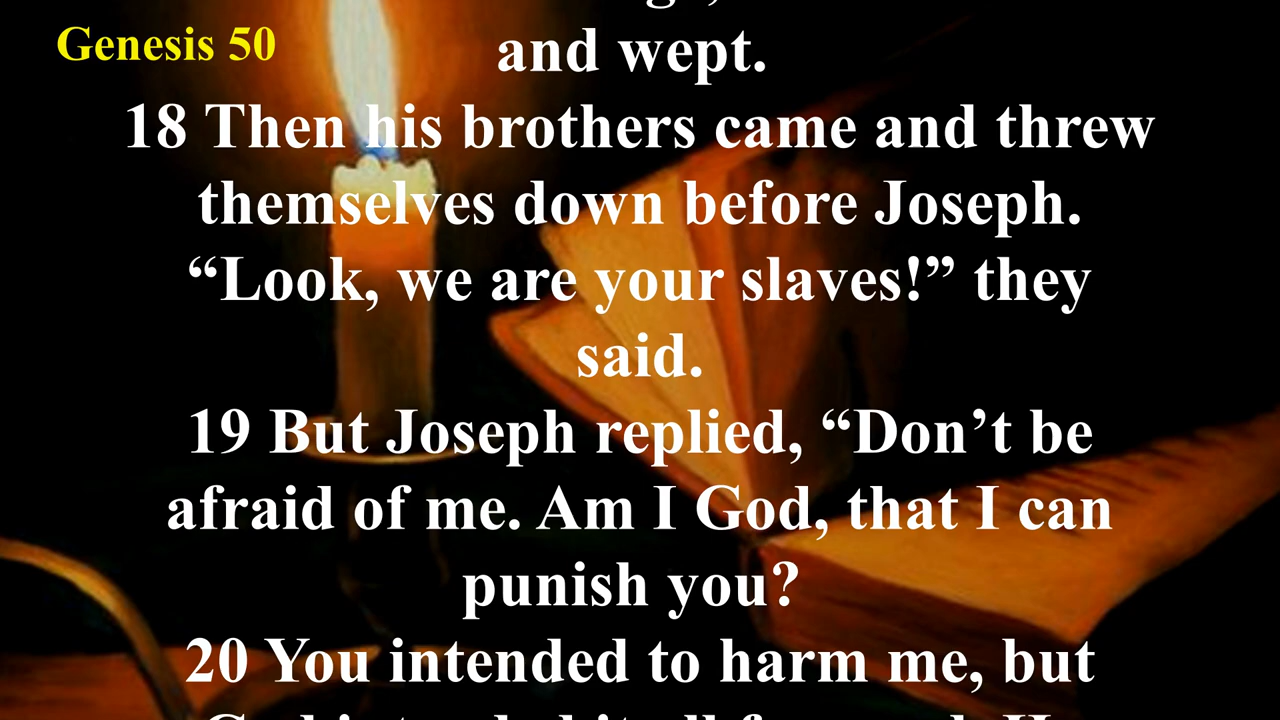 Genesis 50
and wept.
18 Then his brothers came and threw
themselves down before Joseph.
“Look, we are your slaves!” they
said.
19 But Joseph replied, “Don’t be
afraid of me. Am I God, that I can
punish you?
20 You intended to harm me, but